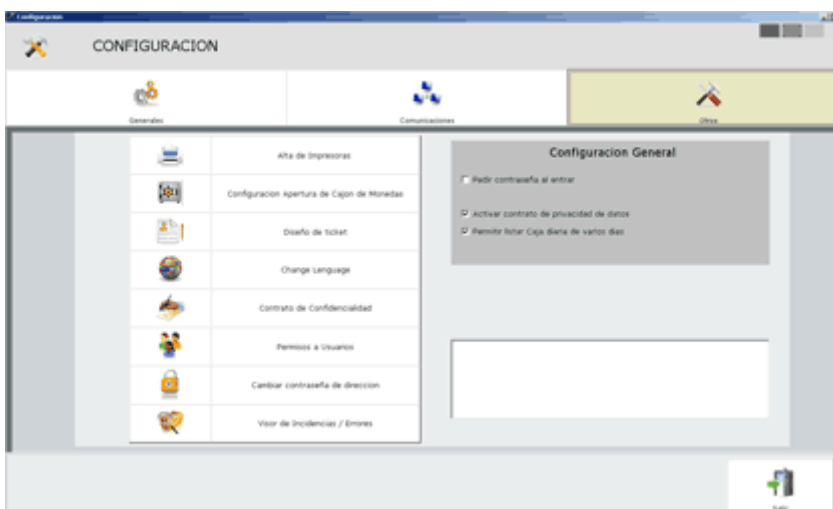 Configuracion
CONFIGURACION
Generales
Comunicaciones
Otros
Alta de Impresoras
Configuracion Apertura de Cajon de Monedas
Diseño de ticket
Change Language
Contrato de Confidencialidad
Permisos a Usuarios
Cambiar contraseña de direccion
Visor de Incidencias / Errores
Configuracion General
Pedir contraseña al entrar
Activar contrato de privacidad de datos
Permitir listar Caja diaria de varios dias